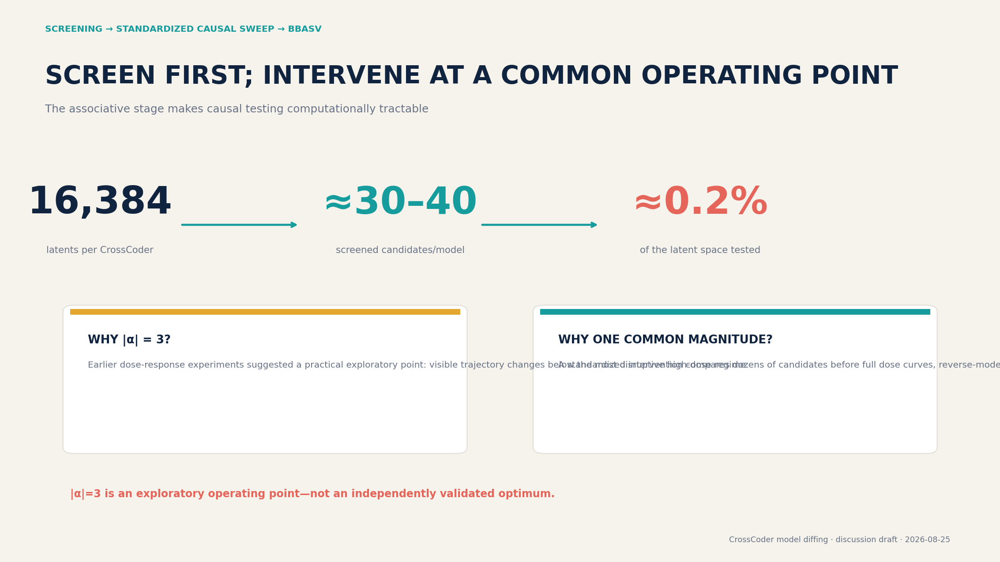 SCREENING → STANDARDIZED CAUSAL SWEEP → BBASV
SCREEN FIRST; INTERVENE AT A COMMON OPERATING POINT
The associative stage makes causal testing computationally tractable
16,384
≈30–40
≈0.2%
latents per CrossCoder
screened candidates/model
of the latent space tested
WHY |α| = 3?
Earlier dose-response experiments suggested a practical exploratory point: visible trajectory changes below the most disruptive high-dose regime.
WHY ONE COMMON MAGNITUDE?
A standardized intervention compares dozens of candidates before full dose curves, reverse-mode
|α|=3 is an exploratory operating point—not an independently validated optimum.
CrossCoder model diffing · discussion draft · 2026-08-25